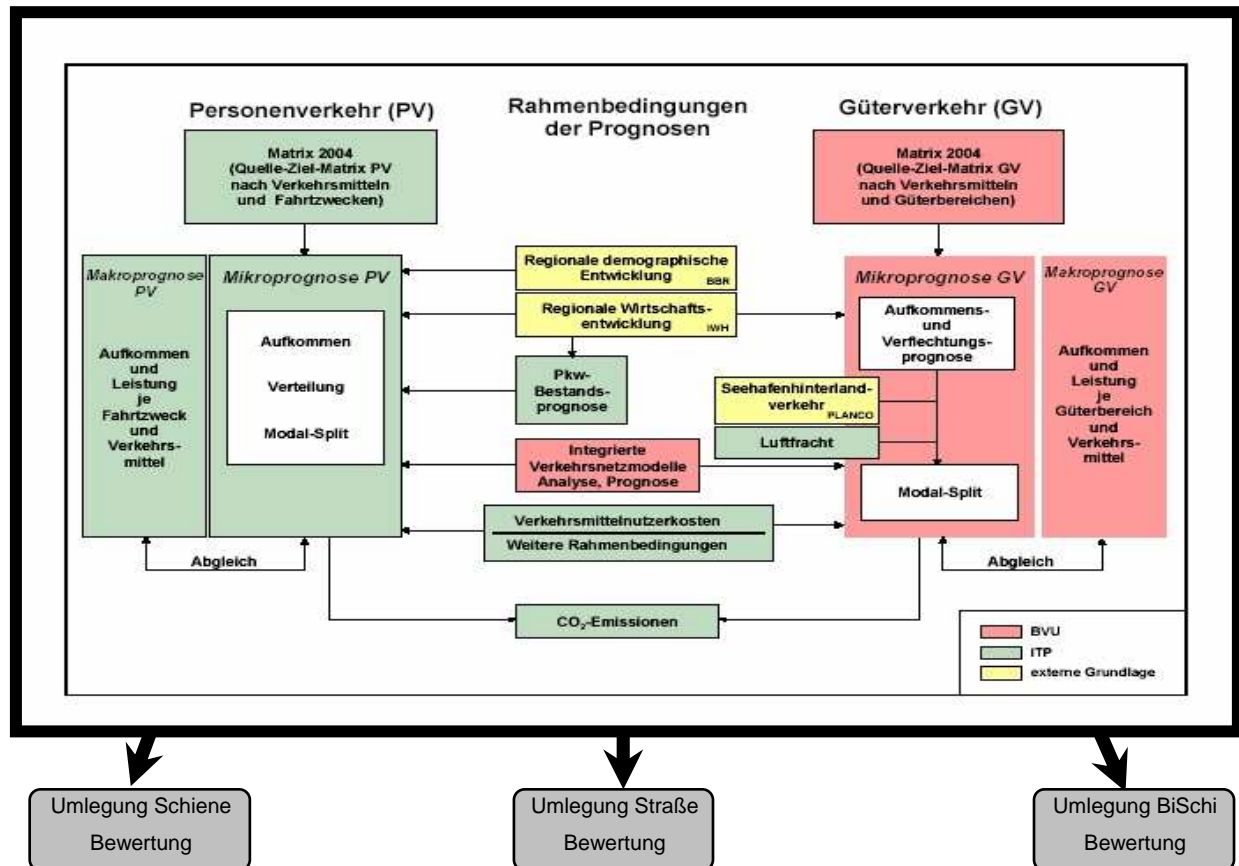 Personenverkehr (PV)
Rahmenbedingungen
der Prognosen
Güterverkehr (GV)
Matrix 2004
(Quelle-Ziel-Matrix PV
nach Verkehrsmitteln
und Fahrtzwecken)
Matrix 2004
(Quelle-Ziel-Matrix GV
nach Verkehrsmitteln
und Güterbereichen)
Makroprognose
PV
Aufkommen
und
Leistung
je
Fahrtzweck
und
Verkehrs-
mittel
Mikroprognose PV
Aufkommen
Verteilung
Modal-Split
Regionale demographische
Entwicklung
BBR
Regionale Wirtschafts-
entwicklung
IWH
Pkw-
Bestands-
prognose
Seehafenhinterland-
verkehr
PLANCO
Luftfracht
Integrierte
Verkehrsnetzmodelle
Analyse, Prognose
Verkehrsmittelnutzerkosten
Weitere Rahmenbedingungen
Mikroprognose GV
Aufkommens-
und
Verflechtungs-
prognose
Modal-Split
Makroprognose
GV
Aufkommen
und
Leistung
je
Güterbereich
und
Verkehrs-
mittel
Abgleich
Abgleich
CO₂-Emissionen
BVU
ITP
externe Grundlage
Umlegung Schiene
Bewertung
Umlegung Straße
Bewertung
Umlegung BiSchi
Bewertung